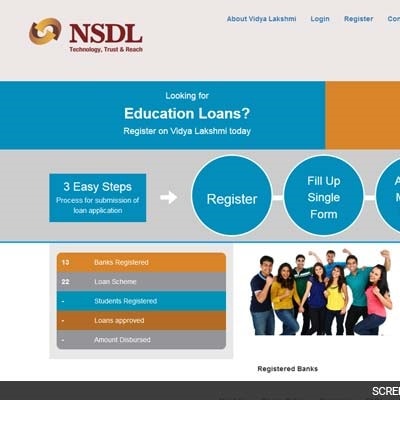 NSDL
Technology, Trust & Reach
About Vidya Lakshmi Login Register
Looking for
Education Loans?
Register on Vidya Lakshmi today
3 Easy Steps
Process for submission of
loan application
Register
Fill Up
Single
Form
13 Banks Registered
22 Loan Scheme
- Students Registered
- Loans approved
- Amount Disbursed
Registered Banks